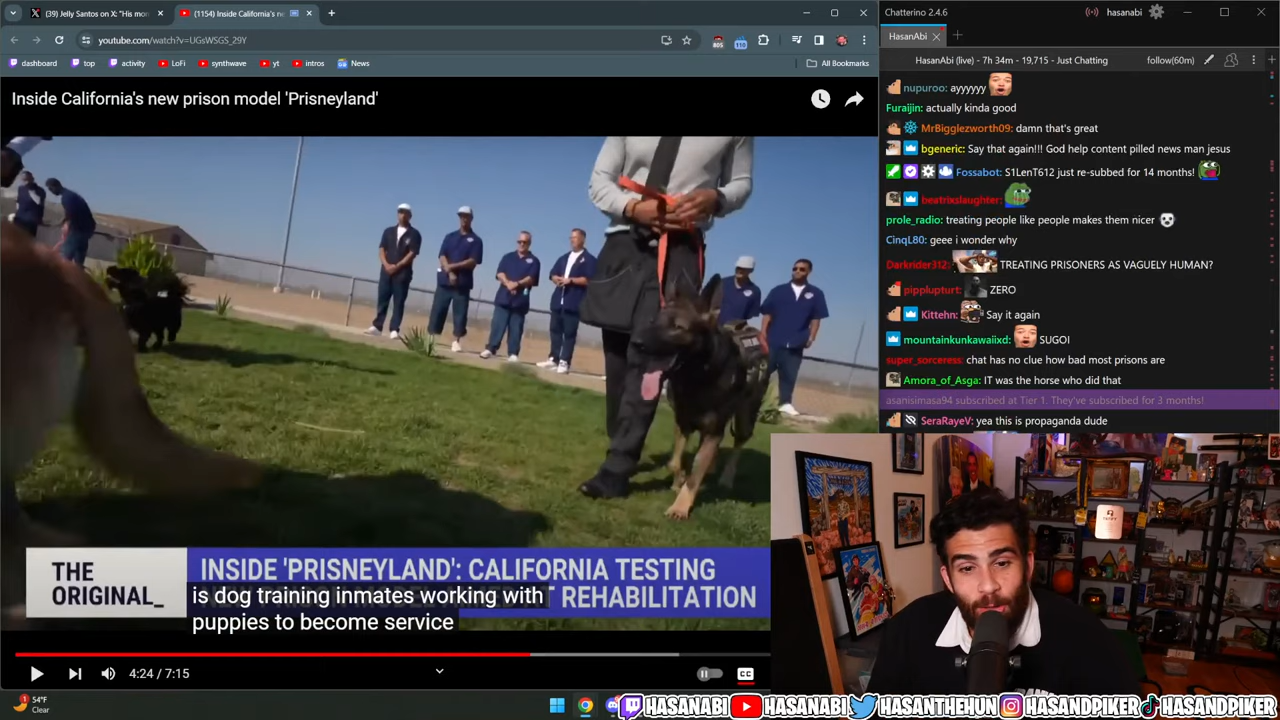 (39) Jelly Santos on X: "His mor
(1154) Inside California's ne
youtube.com/watch?v=UGsWSGS_29Y
dashboard
top
activity
LoFi
synthwave
yt
intros
News
All Bookmarks
Inside California's new prison model 'Prisneyland'
THE
ORIGINAL_
INSIDE 'PRISNEYLAND': CALIFORNIA TESTING
REHABILITATION
is dog training inmates working with
puppies to become service
4:24 / 7:15
CC
54°F
Clear
Chatterino 2.4.6
hasanabi
HasanAbi
HasanAbi (live) - 7h 34m - 19,715 - Just Chatting
follow(60m)
nupuroo: ayyyyyy
Furaijin: actually kinda good
MrBigglezworth09: damn that's great
bgeneric: Say that again!!! God help content pilled news man jesus
Fossabot: S1LenT612 just re-subbed for 14 months!
beatrixslaughter:
prole_radio: treating people like people makes them nicer
CinqL80: geee i wonder why
Darkrider312: TREATING PRISONERS AS VAGUELY HUMAN?
pipplupturt: ZERO
Kittehn: Say it again
mountainkunkawaiixd: SUGOI
super_sorceress: chat has no clue how bad most prisons are
Amora_of_Asga: IT was the horse who did that
asanisimasa94 subscribed at Tier 1. They've subscribed for 3 months!
SeraRayeV: yea this is propaganda dude
HASANABI
HASANABI
HASANTHEHUN
HASANDPIKER
HASANDPIKER